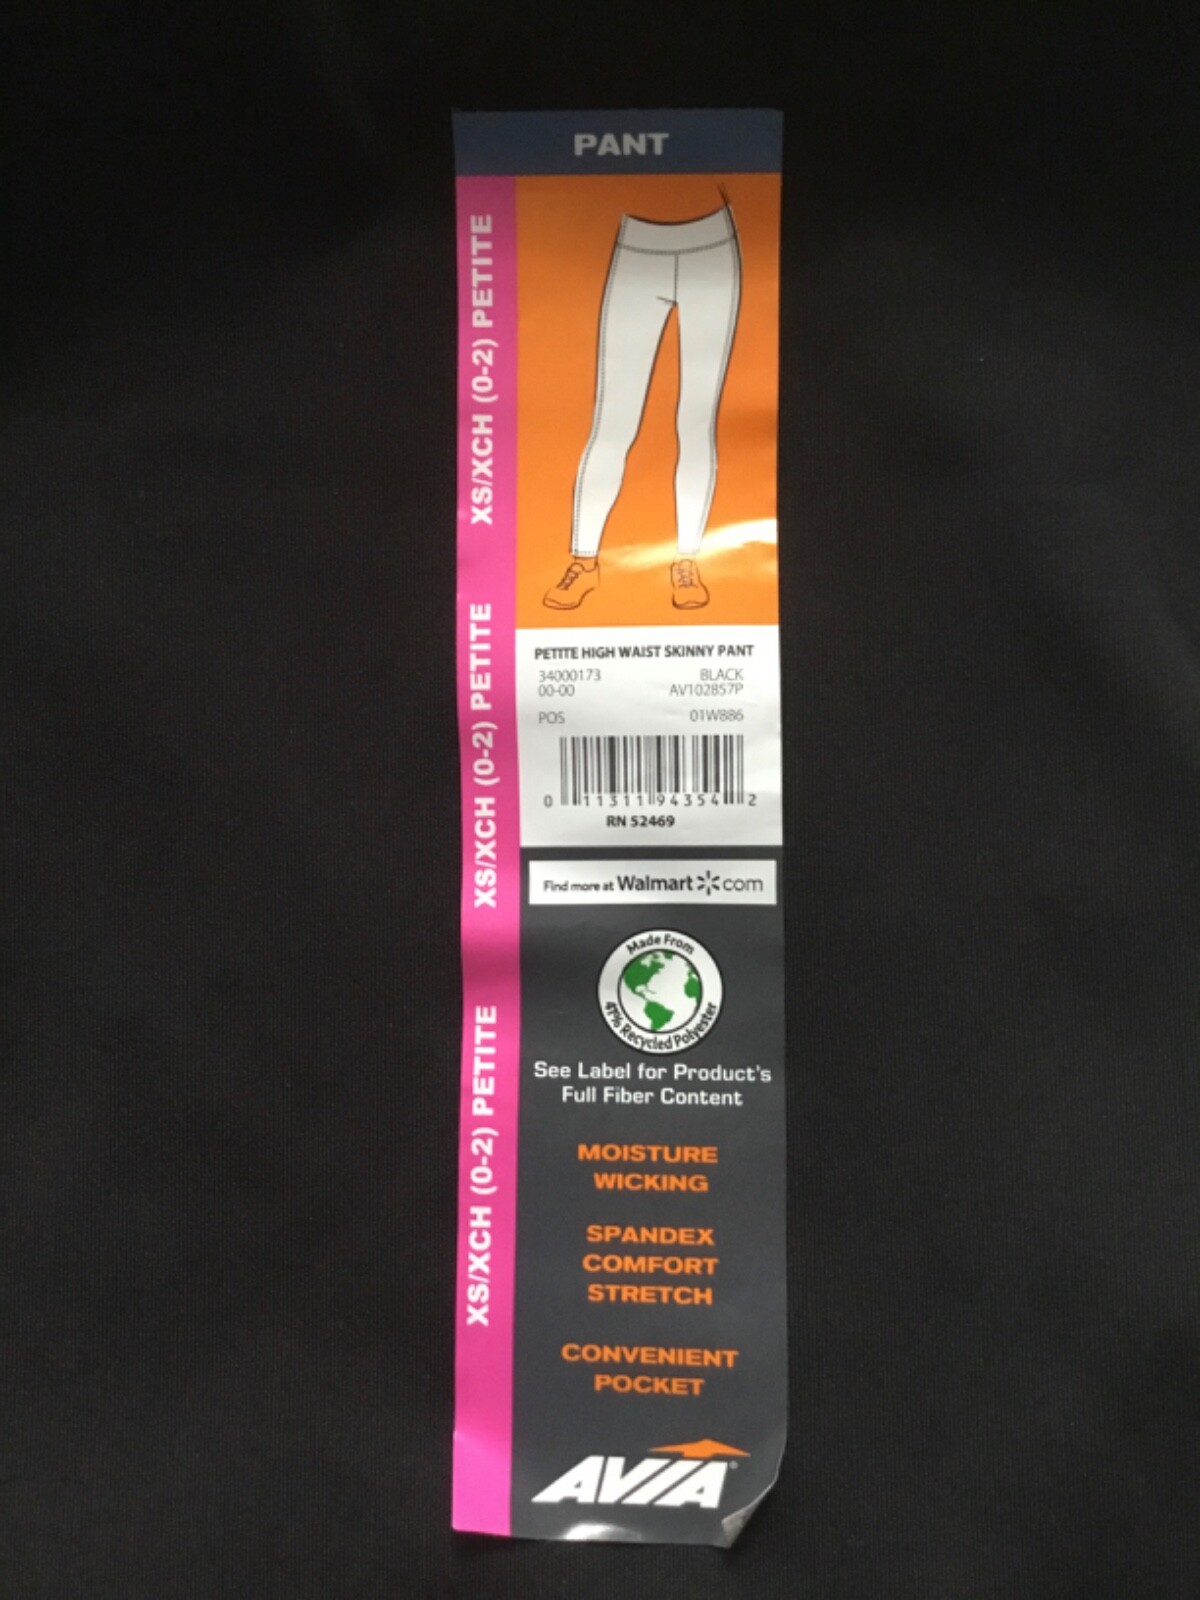 PANT
XS/XCH (0-2) PETITE
XS/XCH (0-2) PETITE
XS/XCH (0-2) PETITE
PETITE HIGH WAIST SKINNY PANT
34000173 BLACK
00-00 AV102857P
POS 01W886
0 11311 94354 2
RN 52469
Find more at Walmart com
Made From
41% Recycled Polyester
See Label for Product's
Full Fiber Content
MOISTURE
WICKING
SPANDEX
COMFORT
STRETCH
CONVENIENT
POCKET
AVIA®